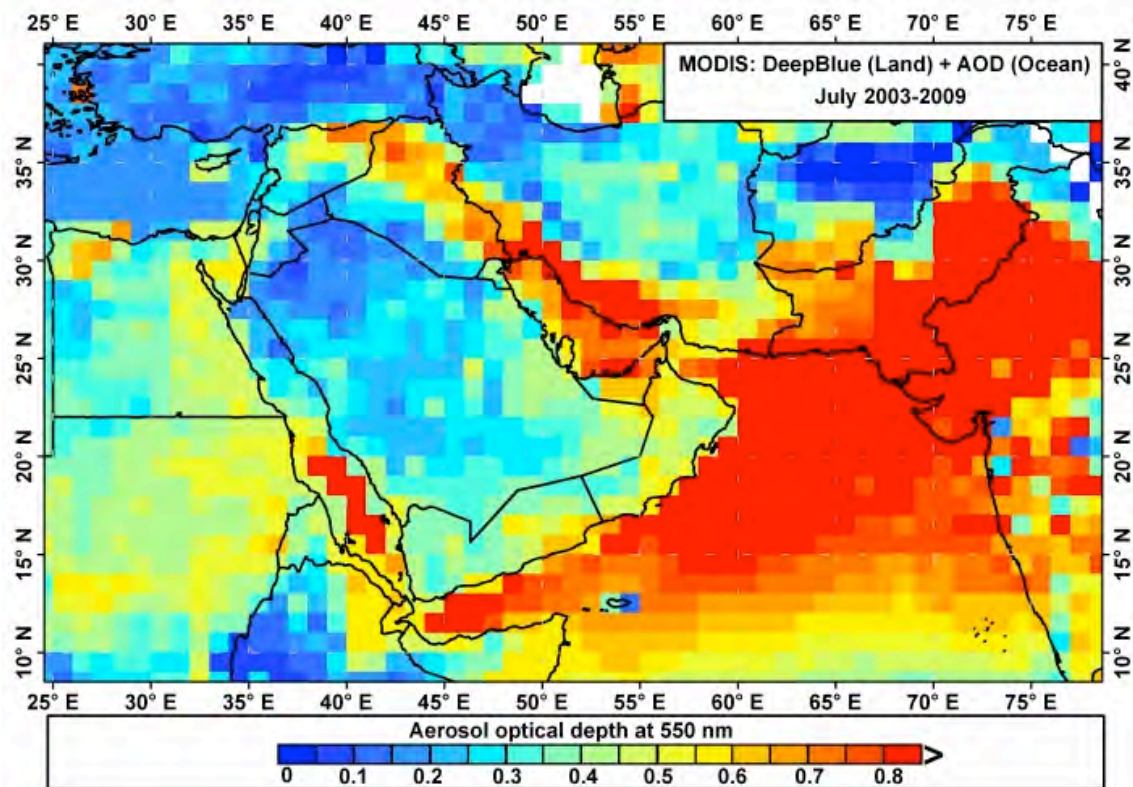 25° E 30° E 35° E 40° E 45° E 50° E 55° E 60° E 65° E 70° E 75° E
MODIS: DeepBlue (Land) + AOD (Ocean)
July 2003-2009
40° N
35° N 35° N
30° N 30° N
25° N 25° N
20° N 20° N
15° N 15° N
10° N 10° N
25° E 30° E 35° E 40° E 45° E 50° E 55° E 60° E 65° E 70° E 75° E
Aerosol optical depth at 550 nm
0 0.1 0.2 0.3 0.4 0.5 0.6 0.7 0.8